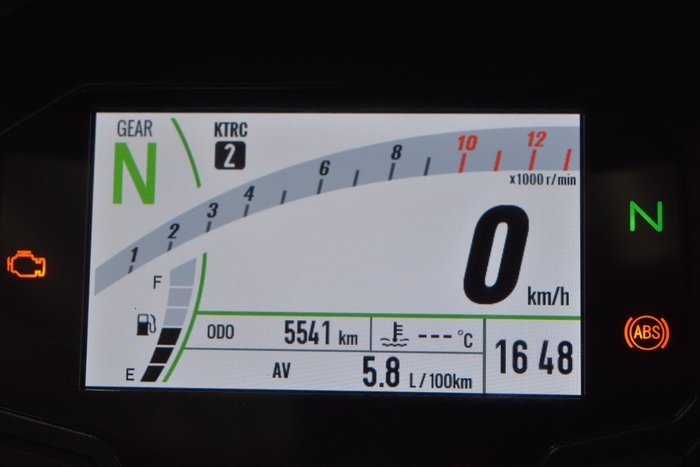 GEAR
N
KTRC
2
1 2 3 4 6 8 10 12
x1000 r/min
0 km/h
N
F
E
ODO 5541 km
--- °C
16 48
AV 5.8 L/100km
ABS